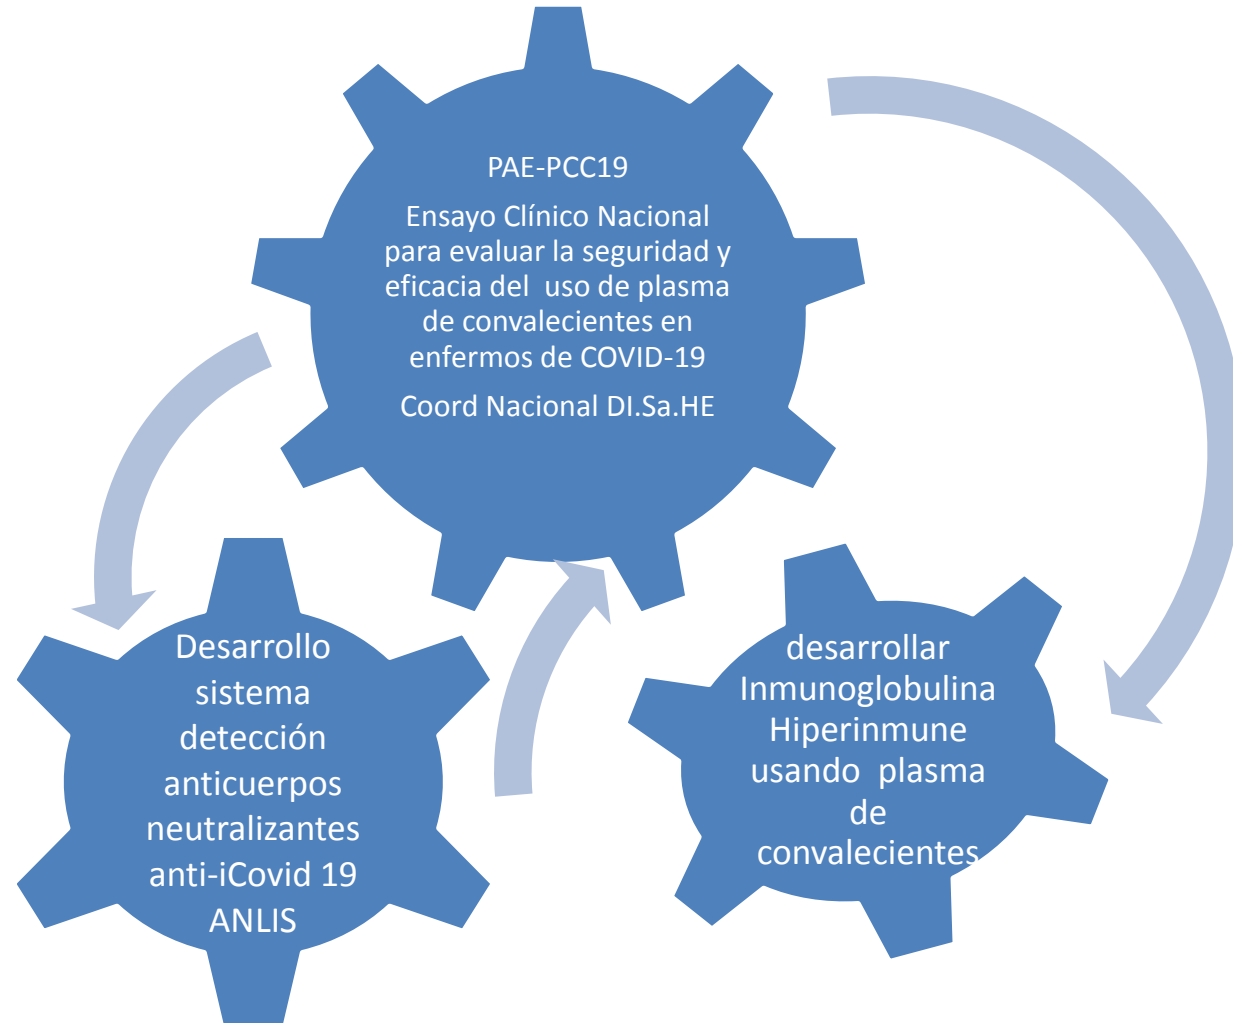 PAE-PCC19
Ensayo Clínico Nacional
para evaluar la seguridad y
eficacia del  uso de plasma
de convalecientes en
enfermos de COVID-19
Coord Nacional DI.Sa.HE
Desarrollo
sistema
detección
anticuerpos
neutralizantes
anti-iCovid 19
ANLIS
desarrollar
Inmunoglobulina
Hiperinmune
usando  plasma
de
convalecientes